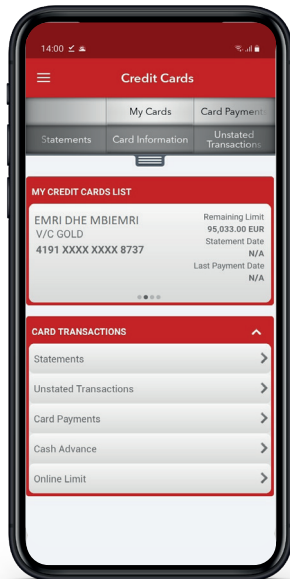 14:00
Credit Cards
My Cards
Card Payments
Statements
Card Information
Unstated
Transactions
MY CREDIT CARDS LIST
EMRI DHE MBIEMRI
V/C GOLD
4191 XXXX XXXX 8737
Remaining Limit
95,033.00 EUR
Statement Date
N/A
Last Payment Date
N/A
CARD TRANSACTIONS
Statements
Unstated Transactions
Card Payments
Cash Advance
Online Limit